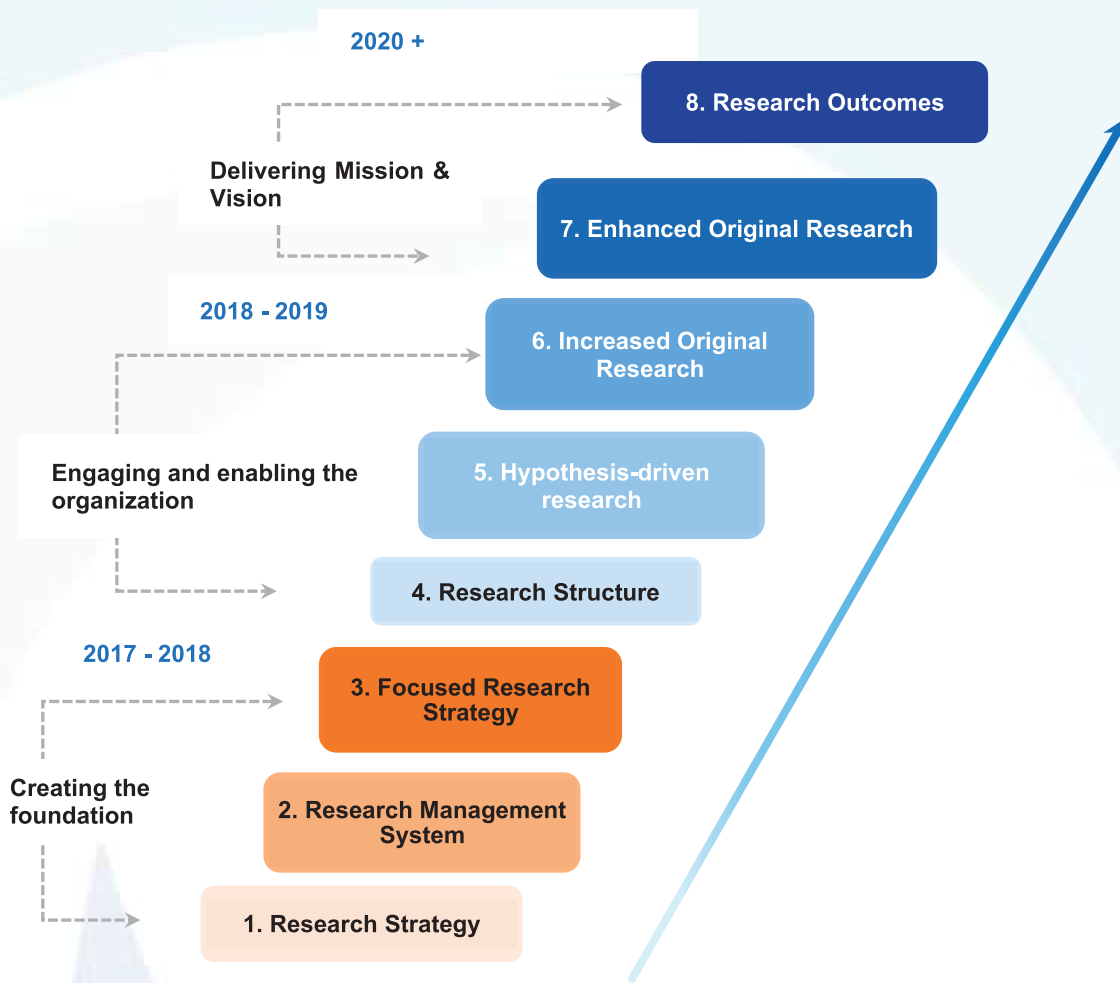 2020 +
8. Research Outcomes
Delivering Mission &
Vision
7. Enhanced Original Research
2018 - 2019
6. Increased Original
Research
Engaging and enabling the
organization
5. Hypothesis-driven
research
4. Research Structure
2017 - 2018
3. Focused Research
Strategy
Creating the
foundation
2. Research Management
System
1. Research Strategy